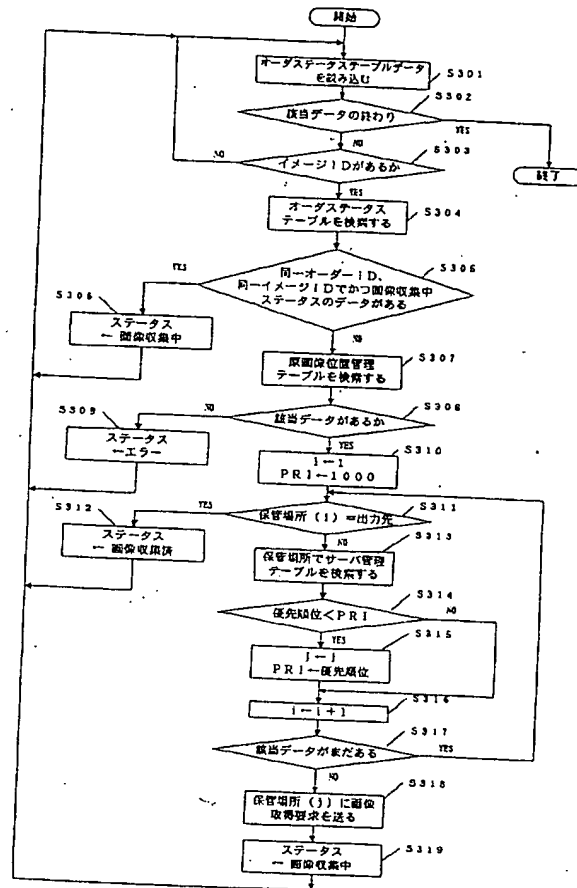 開始
オーダステータステーブルデータ
を読み込む
S301
該当データの終わり
S302
YES
NO
終了
イメージIDがあるか
S303
NO
YES
オーダステータス
テーブルを検索する
S304
同一オーダーID、
同一イメージIDでかつ画像収集中
ステータスのデータがある
YES
NO
S306
ステータス
← 画像収集中
原画像位置管理
テーブルを検索する
S307
該当データがあるか
NO
YES
S309
ステータス
←エラー
PRI←1000
S310
保管場所 (i) =出力先
S311
YES
NO
S312
ステータス
← 画像収集済
保管場所でサーバ管理
テーブルを検索する
S313
優先順位<PRI
S314
NO
YES
PRI←優先順位
S315
i←i+1
S316
該当データがまだある
S317
YES
NO
保管場所 (j) に画像
取得要求を送る
S318
ステータス
← 画像収集中
S319